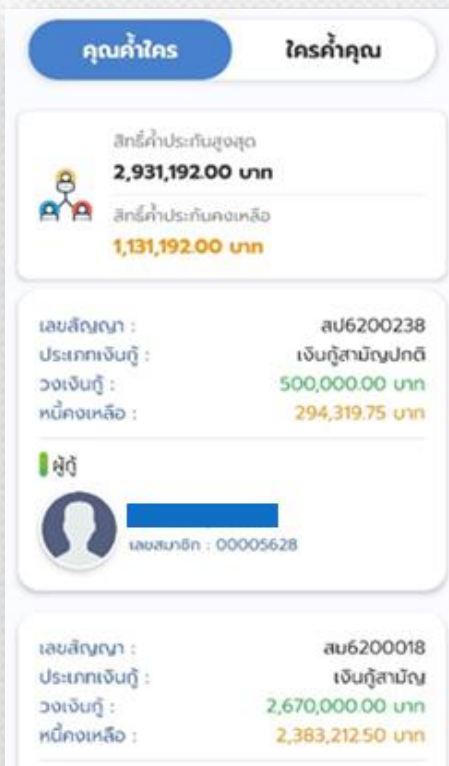 คุณค้ำใคร ใครค้ำคุณ
สิทธิ์ค้ำประกันสูงสุด
2,931,192.00 บาท
สิทธิ์ค้ำประกันคงเหลือ
1,131,192.00 บาท
เลขสัญญา : สป6200238
ประเภทเงินกู้ : เงินกู้สามัญปกติ
วงเงินกู้ : 500,000.00 บาท
หนี้คงเหลือ : 294,319.75 บาท
ผู้กู้
เลขสมาชิก : 00005628
เลขสัญญา : สม6200018
ประเภทเงินกู้ : เงินกู้สามัญ
วงเงินกู้ : 2,670,000.00 บาท
หนี้คงเหลือ : 2,383,212.50 บาท